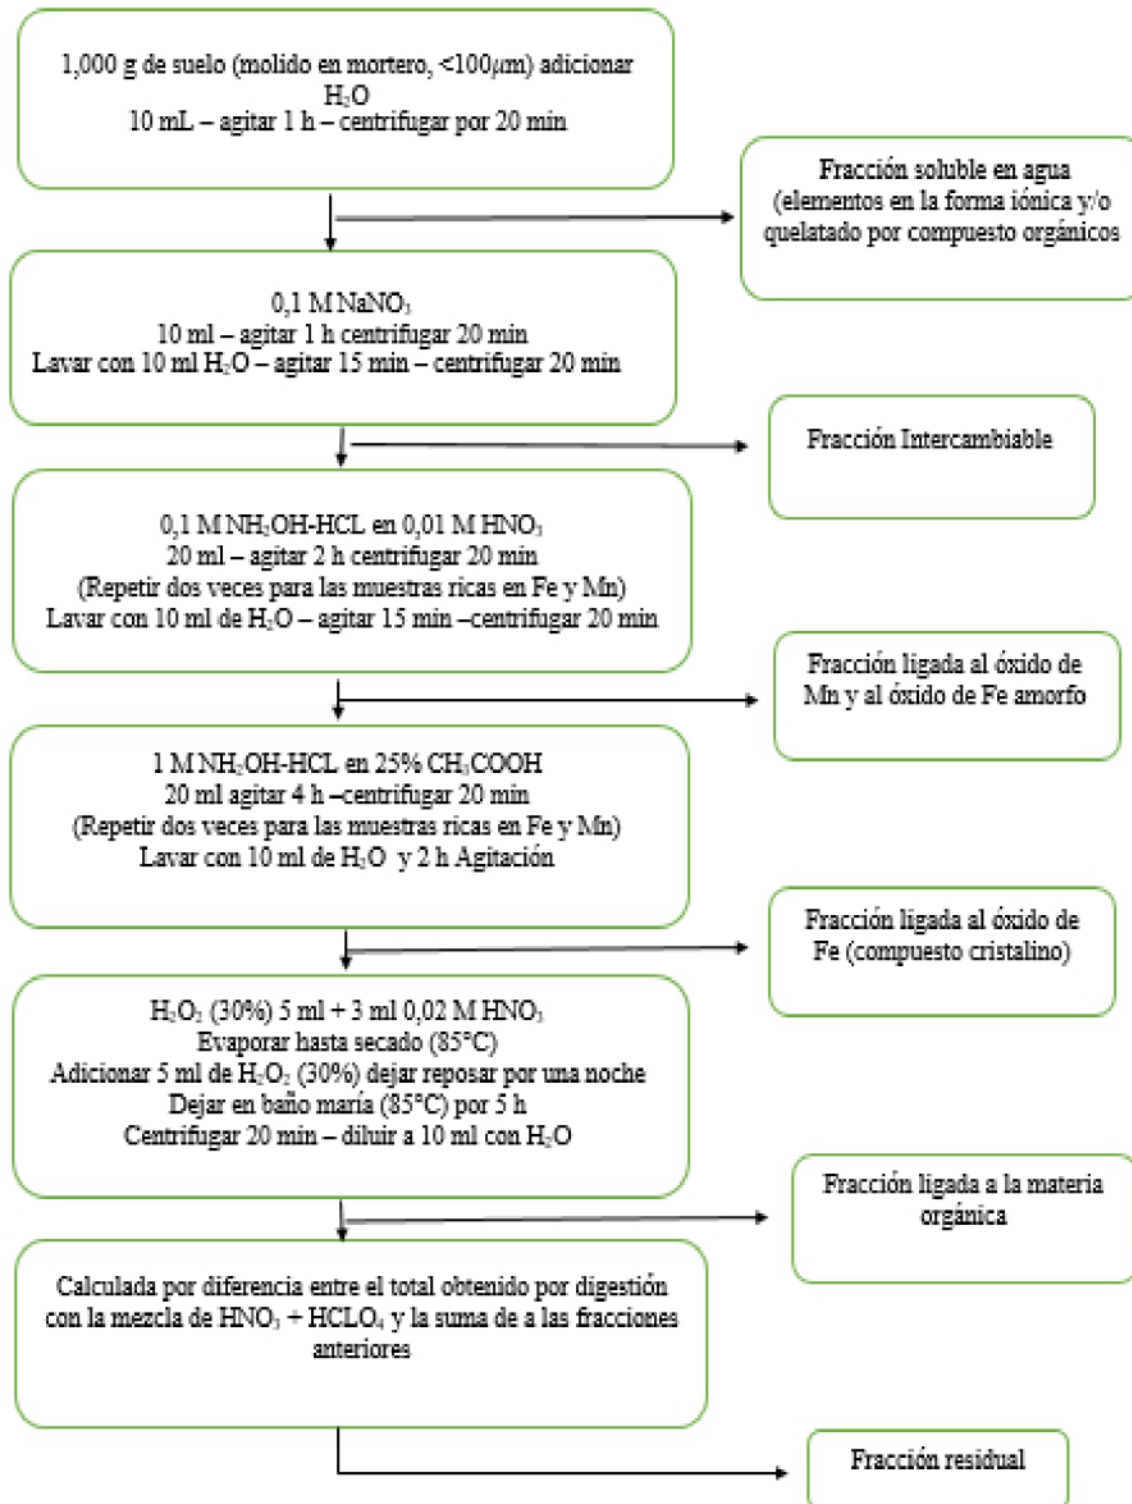 1,000 g de suelo (molido en mortero, <100µm) adicionar
H₂O
10 mL – agitar 1 h – centrifugar por 20 min
Fracción soluble en agua
(elementos en la forma iónica y/o
quelatado por compuesto orgánicos
0,1 M NaNO₃
10 ml – agitar 1 h centrifugar 20 min
Lavar con 10 ml H₂O – agitar 15 min – centrifugar 20 min
Fracción Intercambiable
0,1 M NH₂OH-HCL en 0,01 M HNO₃
20 ml – agitar 2 h centrifugar 20 min
(Repetir dos veces para las muestras ricas en Fe y Mn)
Lavar con 10 ml de H₂O – agitar 15 min –centrifugar 20 min
Fracción ligada al óxido de
Mn y al óxido de Fe amorfo
1 M NH₂OH-HCL en 25% CH₃COOH
20 ml agitar 4 h –centrifugar 20 min
(Repetir dos veces para las muestras ricas en Fe y Mn)
Lavar con 10 ml de H₂O y 2 h Agitación
Fracción ligada al óxido de
Fe (compuesto cristalino)
H₂O₂ (30%) 5 ml + 3 ml 0,02 M HNO₃
Evaporar hasta secado (85°C)
Adicionar 5 ml de H₂O₂ (30%) dejar reposar por una noche
Dejar en baño maría (85°C) por 5 h
Centrifugar 20 min – diluir a 10 ml con H₂O
Fracción ligada a la materia
orgánica
Calculada por diferencia entre el total obtenido por digestión
con la mezcla de HNO₃ + HCLO₄ y la suma de a las fracciones
anteriores
Fracción residual